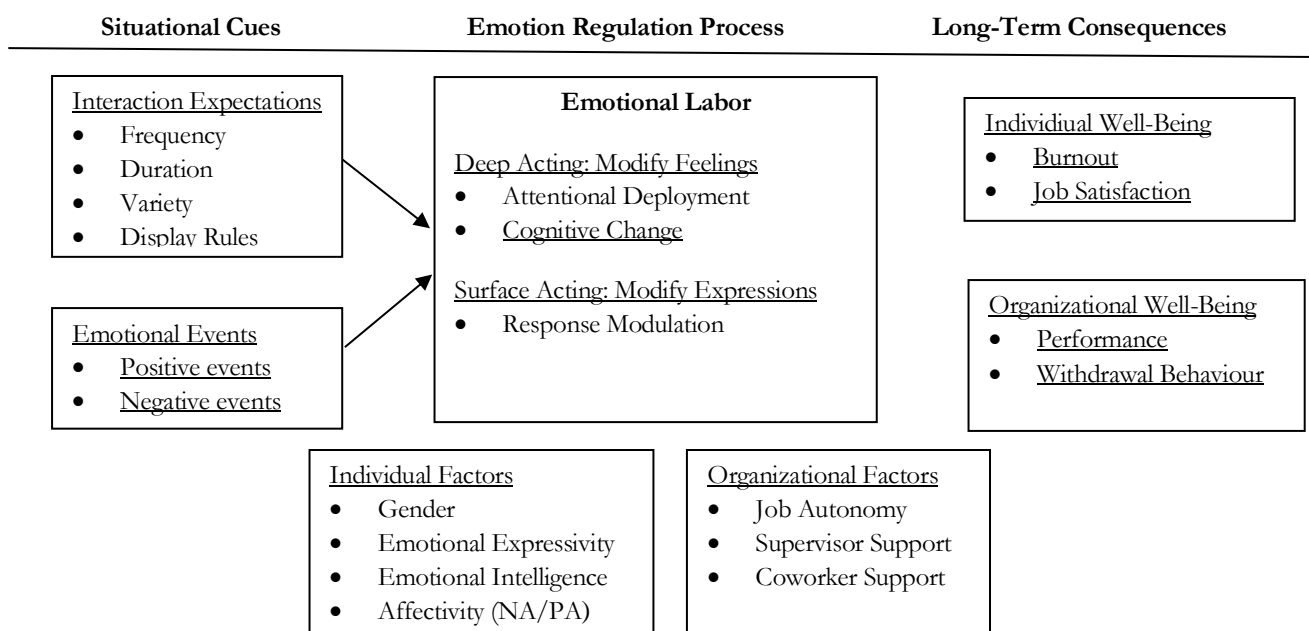 Situational Cues
Emotion Regulation Process
Long-Term Consequences
Interaction Expectations
• Frequency
• Duration
• Variety
• Display Rules
Emotional Events
• Positive events
• Negative events
Emotional Labor
Deep Acting: Modify Feelings
• Attentional Deployment
• Cognitive Change
Surface Acting: Modify Expressions
• Response Modulation
Individiual Well-Being
• Burnout
• Job Satisfaction
Organizational Well-Being
• Performance
• Withdrawal Behaviour
Individual Factors
• Gender
• Emotional Expressivity
• Emotional Intelligence
• Affectivity (NA/PA)
Organizational Factors
• Job Autonomy
• Supervisor Support
• Coworker Support